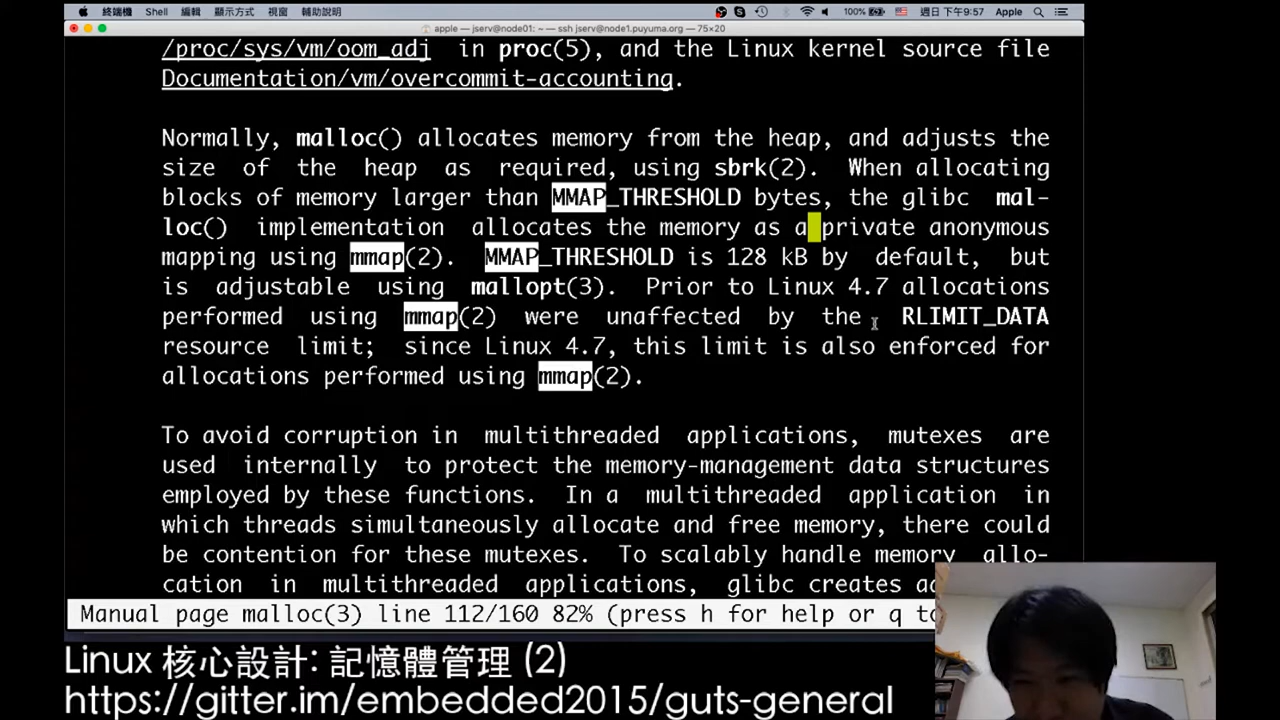 終端機 Shell 編輯 顯示方式 視窗 輔助說明 100% 週日 下午9:57 Apple
apple — jserv@node01: ~ — ssh jserv@node1.puyuma.org — 75×20
/proc/sys/vm/oom_adj in proc(5), and the Linux kernel source file
Documentation/vm/overcommit-accounting.
Normally, malloc() allocates memory from the heap, and adjusts the
size of the heap as required, using sbrk(2). When allocating
blocks of memory larger than MMAP_THRESHOLD bytes, the glibc mal-
loc() implementation allocates the memory as a private anonymous
mapping using mmap(2). MMAP_THRESHOLD is 128 kB by default, but
is adjustable using mallopt(3). Prior to Linux 4.7 allocations
performed using mmap(2) were unaffected by the RLIMIT_DATA
resource limit; since Linux 4.7, this limit is also enforced for
allocations performed using mmap(2).
To avoid corruption in multithreaded applications, mutexes are
used internally to protect the memory-management data structures
employed by these functions. In a multithreaded application in
which threads simultaneously allocate and free memory, there could
be contention for these mutexes. To scalably handle memory allo-
cation in multithreaded applications, glibc creates
Manual page malloc(3) line 112/160 82% (press h for help or q
Linux 核心設計: 記憶體管理 (2)
https://gitter.im/embedded2015/guts-general